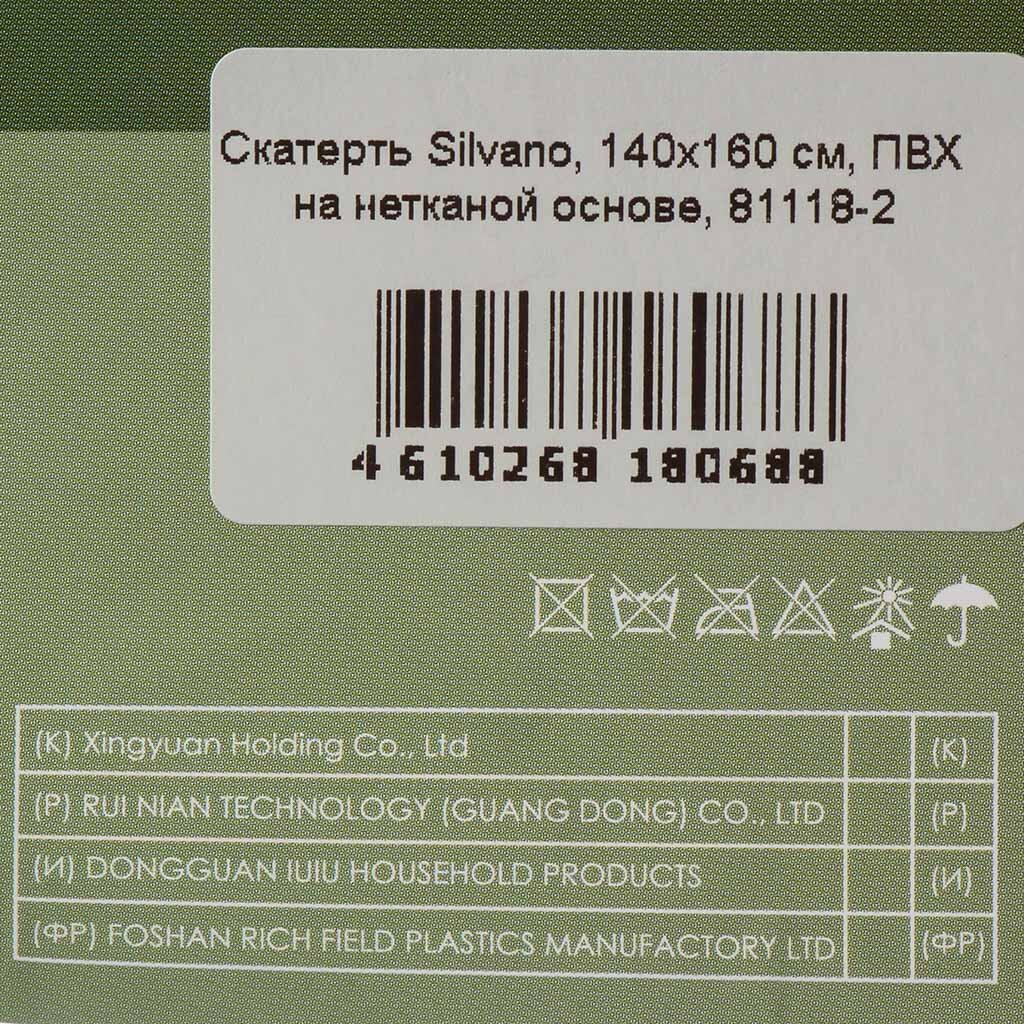 Скатерть Silvano, 140х160 см, ПВХ
на нетканой основе, 81118-2
4 610268 180688
(К) Xingyuan Holding Co., Ltd (К)
(Р) RUI NIAN TECHNOLOGY (GUANG DONG) CO., LTD (Р)
(И) DONGGUAN IUIU HOUSEHOLD PRODUCTS (И)
(ФР) FOSHAN RICH FIELD PLASTICS MANUFACTORY LTD (ФР)